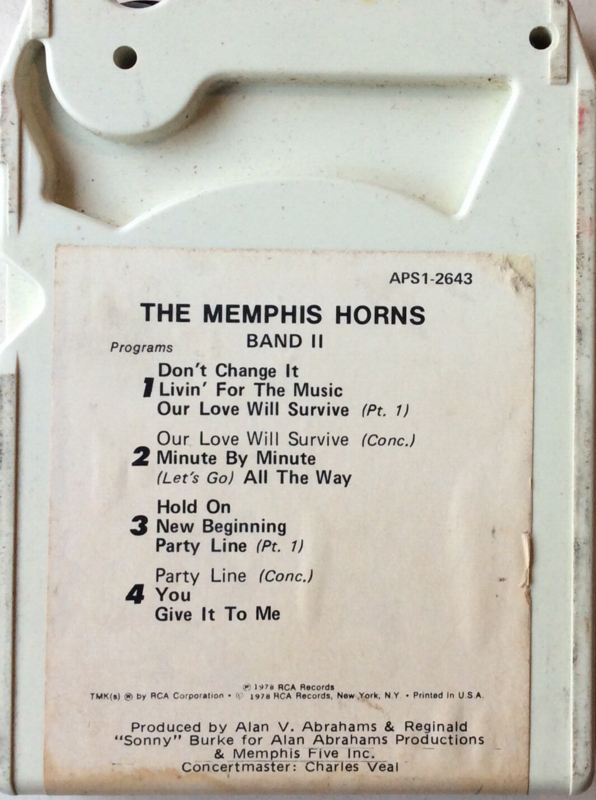 APS1-2643
THE MEMPHIS HORNS
BAND II
Programs
Don't Change It
1 Livin' For The Music
Our Love Will Survive (Pt. 1)
Our Love Will Survive (Conc.)
2 Minute By Minute
(Let's Go) All The Way
Hold On
3 New Beginning
Party Line (Pt. 1)
Party Line (Conc.)
4 You
Give It To Me
℗ 1978 RCA Records
TMK(s) ® by RCA Corporation • © 1978 RCA Records, New York, N.Y. • Printed in U.S.A.
Produced by Alan V. Abrahams & Reginald
"Sonny" Burke for Alan Abrahams Productions
& Memphis Five Inc.
Concertmaster: Charles Veal